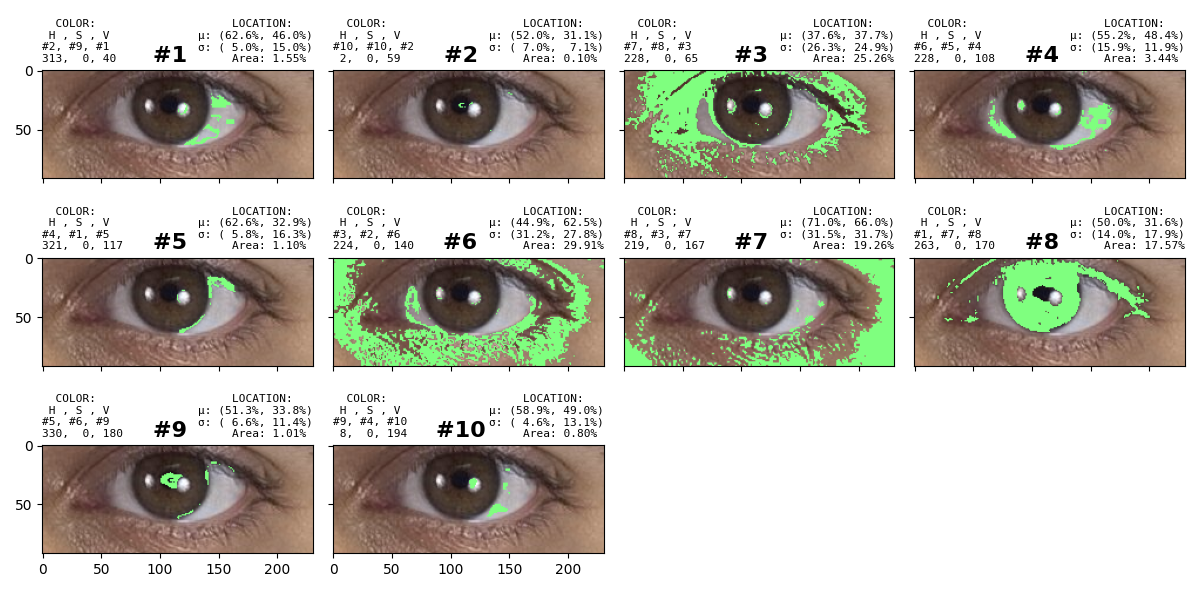 COLOR: LOCATION:
H , S , V μ: (62.6%, 46.0%)
#2, #9, #1 σ: ( 5.0%, 15.0%)
313, 0, 40 #1 Area: 1.55%
COLOR: LOCATION:
H , S , V μ: (52.0%, 31.1%)
#10, #10, #2 σ: ( 7.0%, 7.1%)
2, 0, 59 #2 Area: 0.10%
COLOR: LOCATION:
H , S , V μ: (37.6%, 37.7%)
#7, #8, #3 σ: (26.3%, 24.9%)
228, 0, 65 #3 Area: 25.26%
COLOR: LOCATION:
H , S , V μ: (55.2%, 48.4%)
#6, #5, #4 σ: (15.9%, 11.9%)
228, 0, 108 #4 Area: 3.44%
0
50
COLOR: LOCATION:
H , S , V μ: (62.6%, 32.9%)
#4, #1, #5 σ: ( 5.8%, 16.3%)
321, 0, 117 #5 Area: 1.10%
COLOR: LOCATION:
H , S , V μ: (44.9%, 62.5%)
#3, #2, #6 σ: (31.2%, 27.8%)
224, 0, 140 #6 Area: 29.91%
COLOR: LOCATION:
H , S , V μ: (71.0%, 66.0%)
#8, #3, #7 σ: (31.5%, 31.7%)
219, 0, 167 #7 Area: 19.26%
COLOR: LOCATION:
H , S , V μ: (50.0%, 31.6%)
#1, #7, #8 σ: (14.0%, 17.9%)
263, 0, 170 #8 Area: 17.57%
0
50
COLOR: LOCATION:
H , S , V μ: (51.3%, 33.8%)
#5, #6, #9 σ: ( 6.6%, 11.4%)
330, 0, 180 #9 Area: 1.01%
COLOR: LOCATION:
H , S , V μ: (58.9%, 49.0%)
#9, #4, #10 σ: ( 4.6%, 13.1%)
8, 0, 194 #10 Area: 0.80%
0
50
0 50 100 150 200
0 50 100 150 200